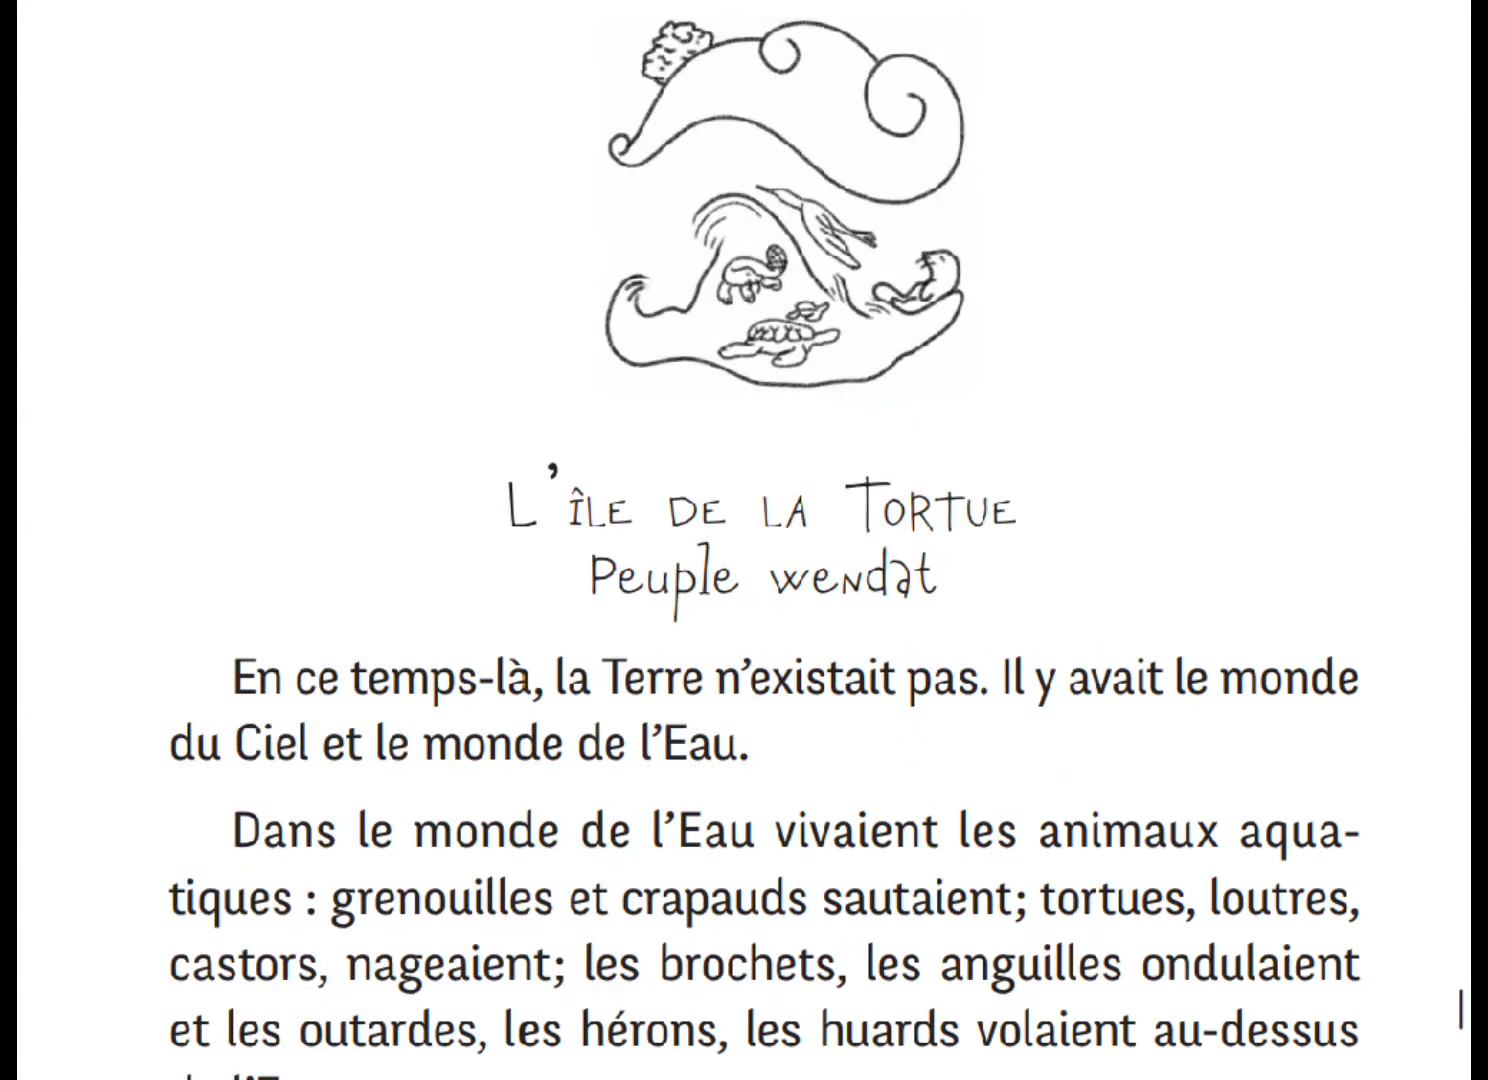 L'île de la Tortue
Peuple wendat
En ce temps-là, la Terre n'existait pas. Il y avait le monde
du Ciel et le monde de l'Eau.
Dans le monde de l'Eau vivaient les animaux aqua-
tiques : grenouilles et crapauds sautaient; tortues, loutres,
castors, nageaient; les brochets, les anguilles ondulaient
et les outardes, les hérons, les huards volaient au-dessus